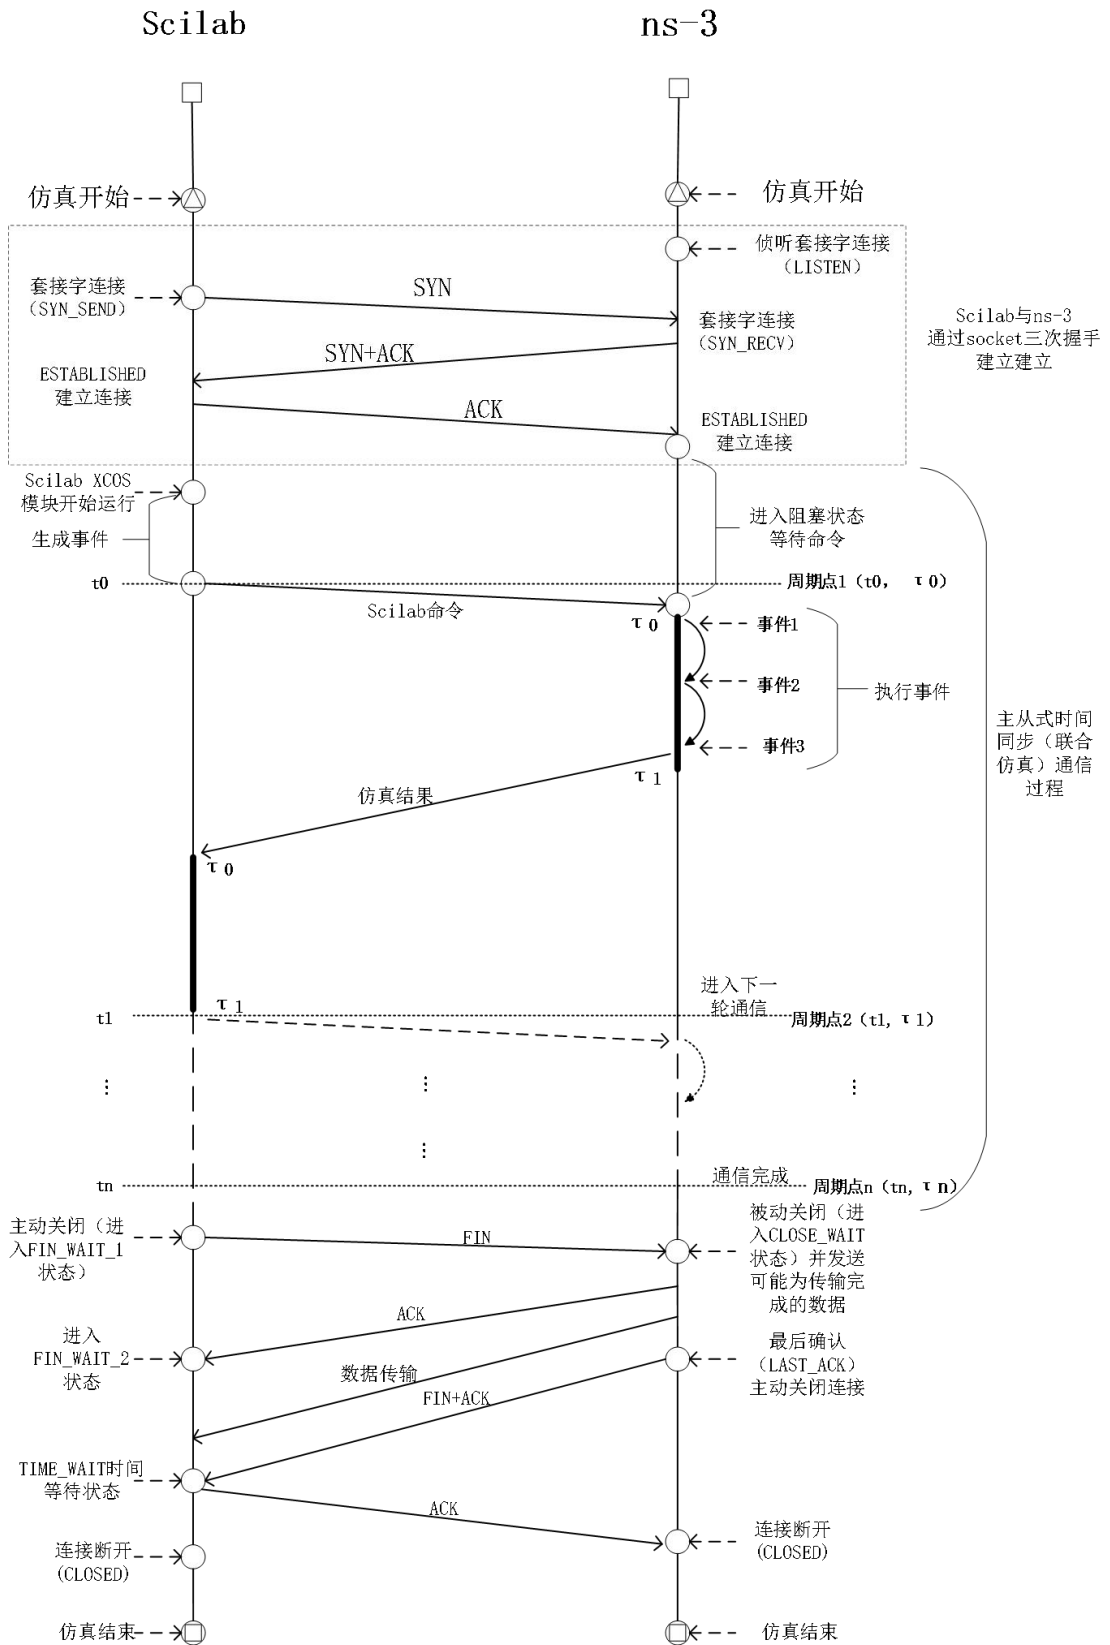 Scilab
ns-3
仿真开始
仿真开始
侦听套接字连接
（LISTEN）
套接字连接
（SYN_SEND）
SYN
套接字连接
（SYN_RECV）
Scilab与ns-3
通过socket三次握手
建立建立
SYN+ACK
ESTABLISHED
建立连接
ACK
ESTABLISHED
建立连接
Scilab XCOS
模块开始运行
生成事件
进入阻塞状态
等待命令
t0
周期点1（t0， τ0）
Scilab命令
τ0
事件1
事件2
执行事件
事件3
主从式时间
同步（联合
仿真）通信
过程
τ1
仿真结果
τ0
进入下一
轮通信
τ1
t1
周期点2（t1, τ1）
⋮
⋮
⋮
⋮
通信完成
tn
周期点n（tn, τn）
主动关闭（进
入FIN_WAIT_1
状态）
FIN
被动关闭（进
入CLOSE_WAIT
状态）并发送
可能为传输完
成的数据
ACK
进入
FIN_WAIT_2
状态
数据传输
最后确认
（LAST_ACK）
主动关闭连接
FIN+ACK
TIME_WAIT时间
等待状态
ACK
连接断开
(CLOSED)
连接断开
(CLOSED)
仿真结束
仿真结束